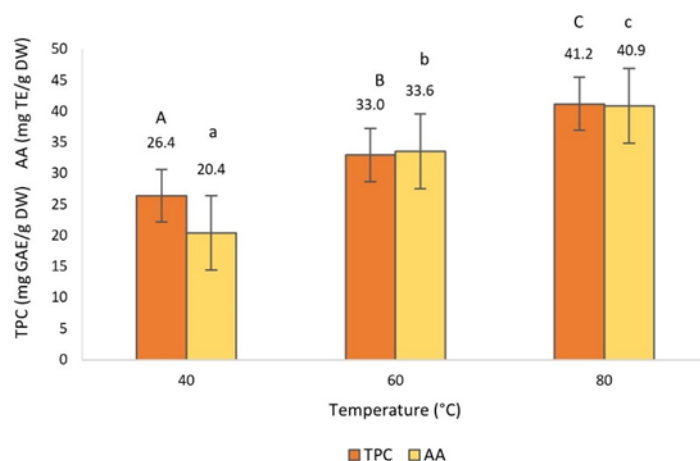 TPC (mg GAE/g DW) AA (mg TE/g DW)
50
45
40
35
30
25
20
15
10
5
0
A
26.4
a
20.4
B
33.0
b
33.6
C
41.2
c
40.9
40 60 80
Temperature (°C)
TPC AA